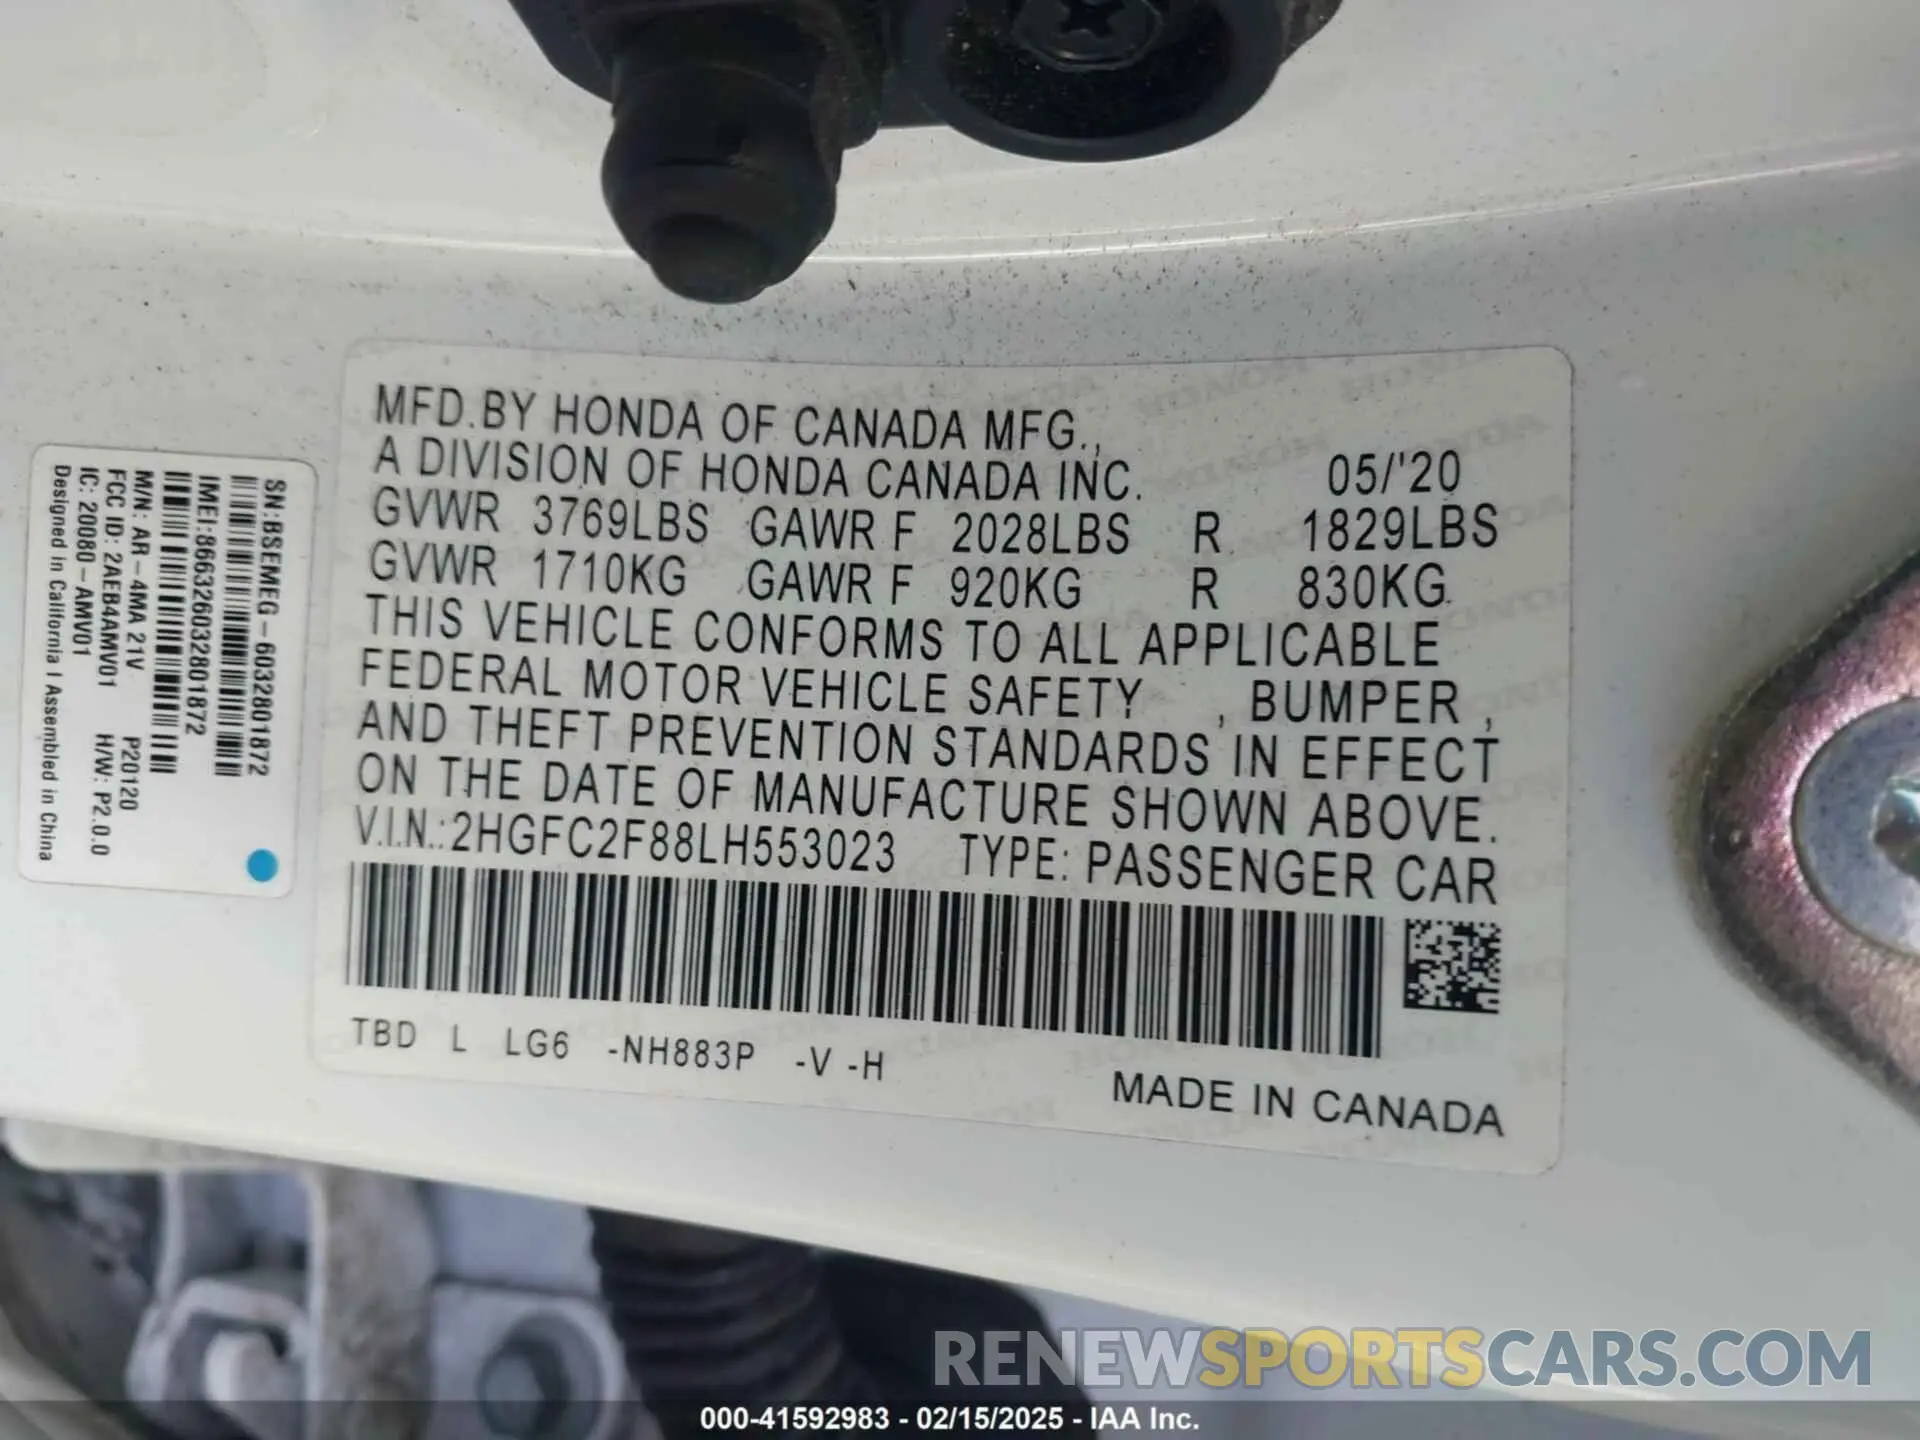 MFD.BY HONDA OF CANADA MFG.,
A DIVISION OF HONDA CANADA INC. 05/'20
GVWR 3769LBS GAWR F 2028LBS R 1829LBS
GVWR 1710KG GAWR F 920KG R 830KG
THIS VEHICLE CONFORMS TO ALL APPLICABLE
FEDERAL MOTOR VEHICLE SAFETY , BUMPER ,
AND THEFT PREVENTION STANDARDS IN EFFECT
ON THE DATE OF MANUFACTURE SHOWN ABOVE.
V.I.N.: 2HGFC2F88LH553023 TYPE: PASSENGER CAR
TBD L LG6 -NH883P -V -H
MADE IN CANADA
SN:BSEMEG-6032801872
IMEI:866326032801872
M/N: AR-4MA 21V P20120
FCC ID: 2AEB4AMV01 H/W: P2.0.0
IC: 20080-AMV01
Designed in California I Assembled in China
RENEWSPORTSCARS.COM
000-41592983 - 02/15/2025 - IAA Inc.